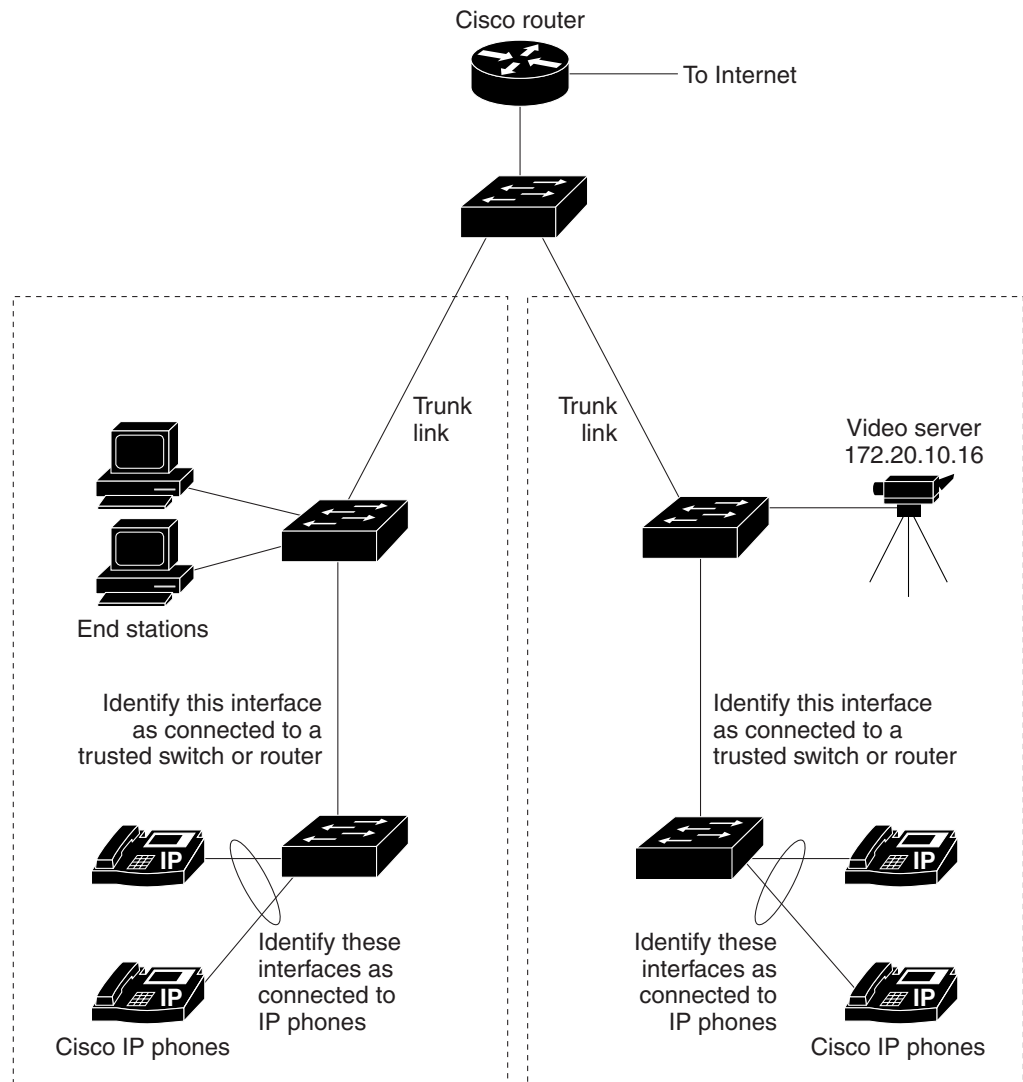 Cisco router
To Internet
Trunk
link
Trunk
link
Video server
172.20.10.16
End stations
Identify this interface
as connected to a
trusted switch or router
Identify this interface
as connected to a
trusted switch or router
IP
IP
Identify these
interfaces as
connected to
IP phones
Identify these
interfaces as
connected to
IP phones
IP
IP
Cisco IP phones
Cisco IP phones